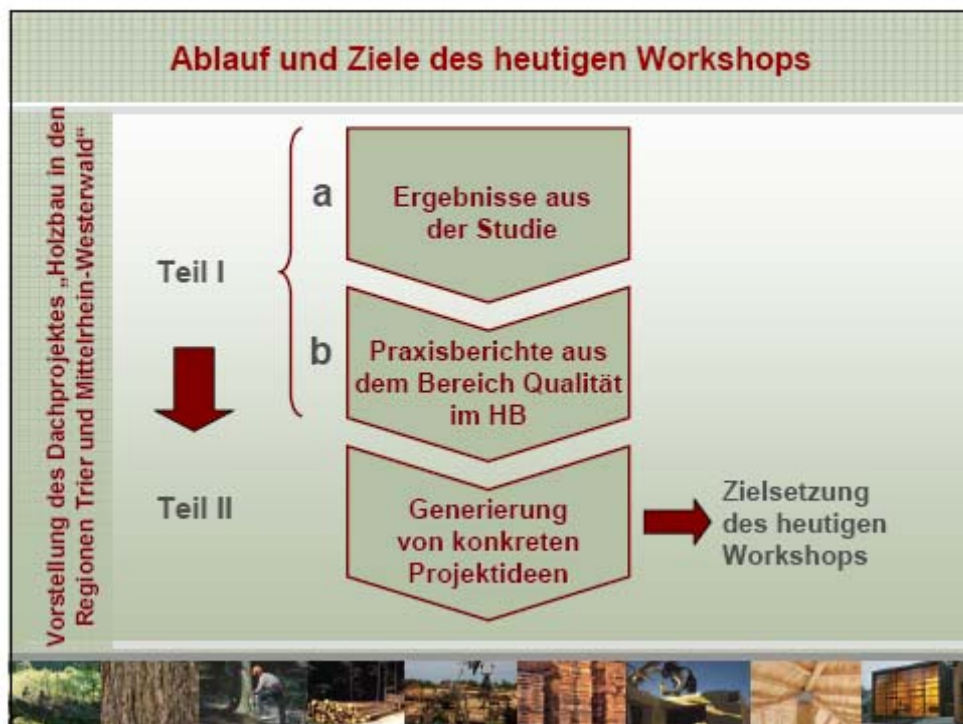 Ablauf und Ziele des heutigen Workshops
Vorstellung des Dachprojektes „Holzbau in den
Regionen Trier und Mittelrhein-Westerwald“
Teil I
a
Ergebnisse aus
der Studie
b
Praxisberichte aus
dem Bereich Qualität
im HB
Teil II
Generierung
von konkreten
Projektideen
Zielsetzung
des heutigen
Workshops